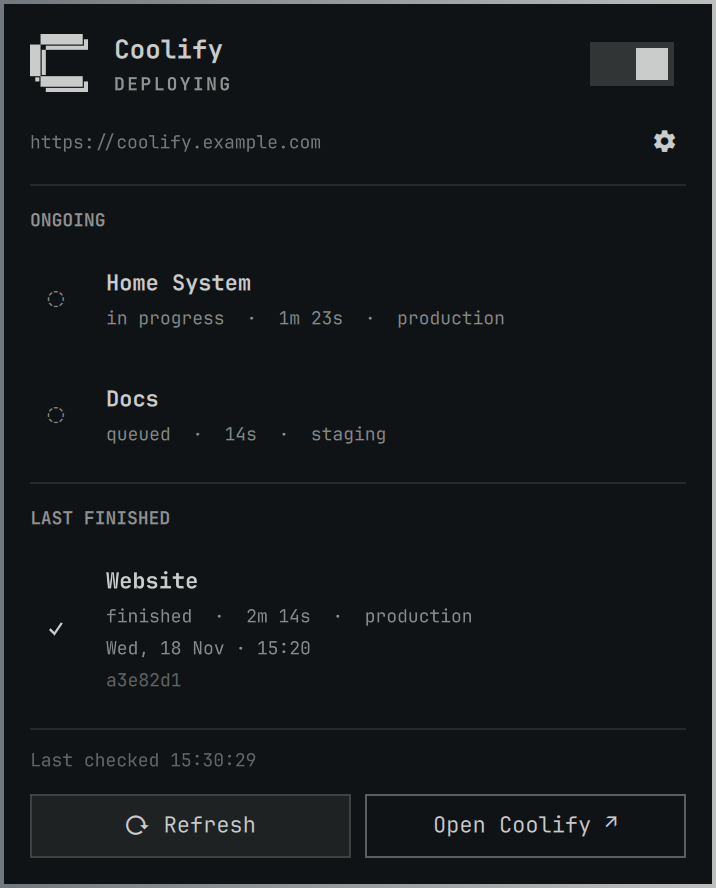 Coolify
DEPLOYING
https://coolify.example.com
ONGOING
Home System
in progress · 1m 23s · production
Docs
queued · 14s · staging
LAST FINISHED
Website
finished · 2m 14s · production
Wed, 18 Nov · 15:20
a3e82d1
Last checked 15:30:29
Refresh
Open Coolify ↗